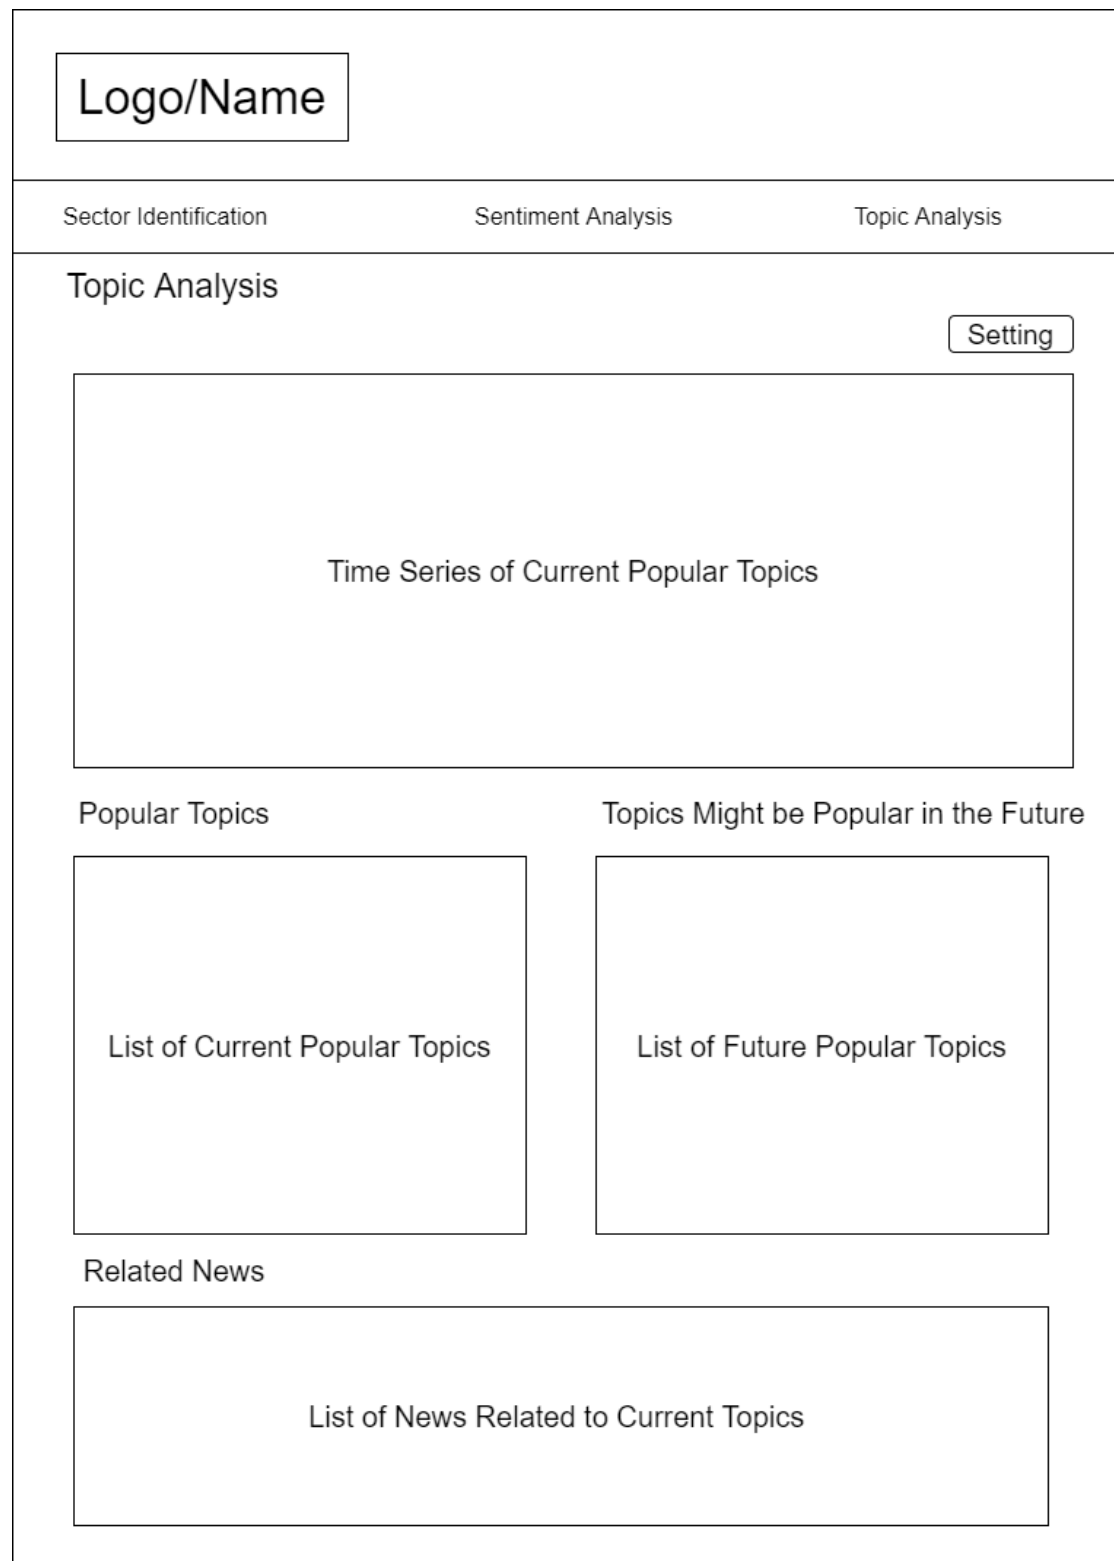 Logo/Name
Sector Identification
Sentiment Analysis
Topic Analysis
Topic Analysis
Setting
Time Series of Current Popular Topics
Popular Topics
Topics Might be Popular in the Future
List of Current Popular Topics
List of Future Popular Topics
Related News
List of News Related to Current Topics